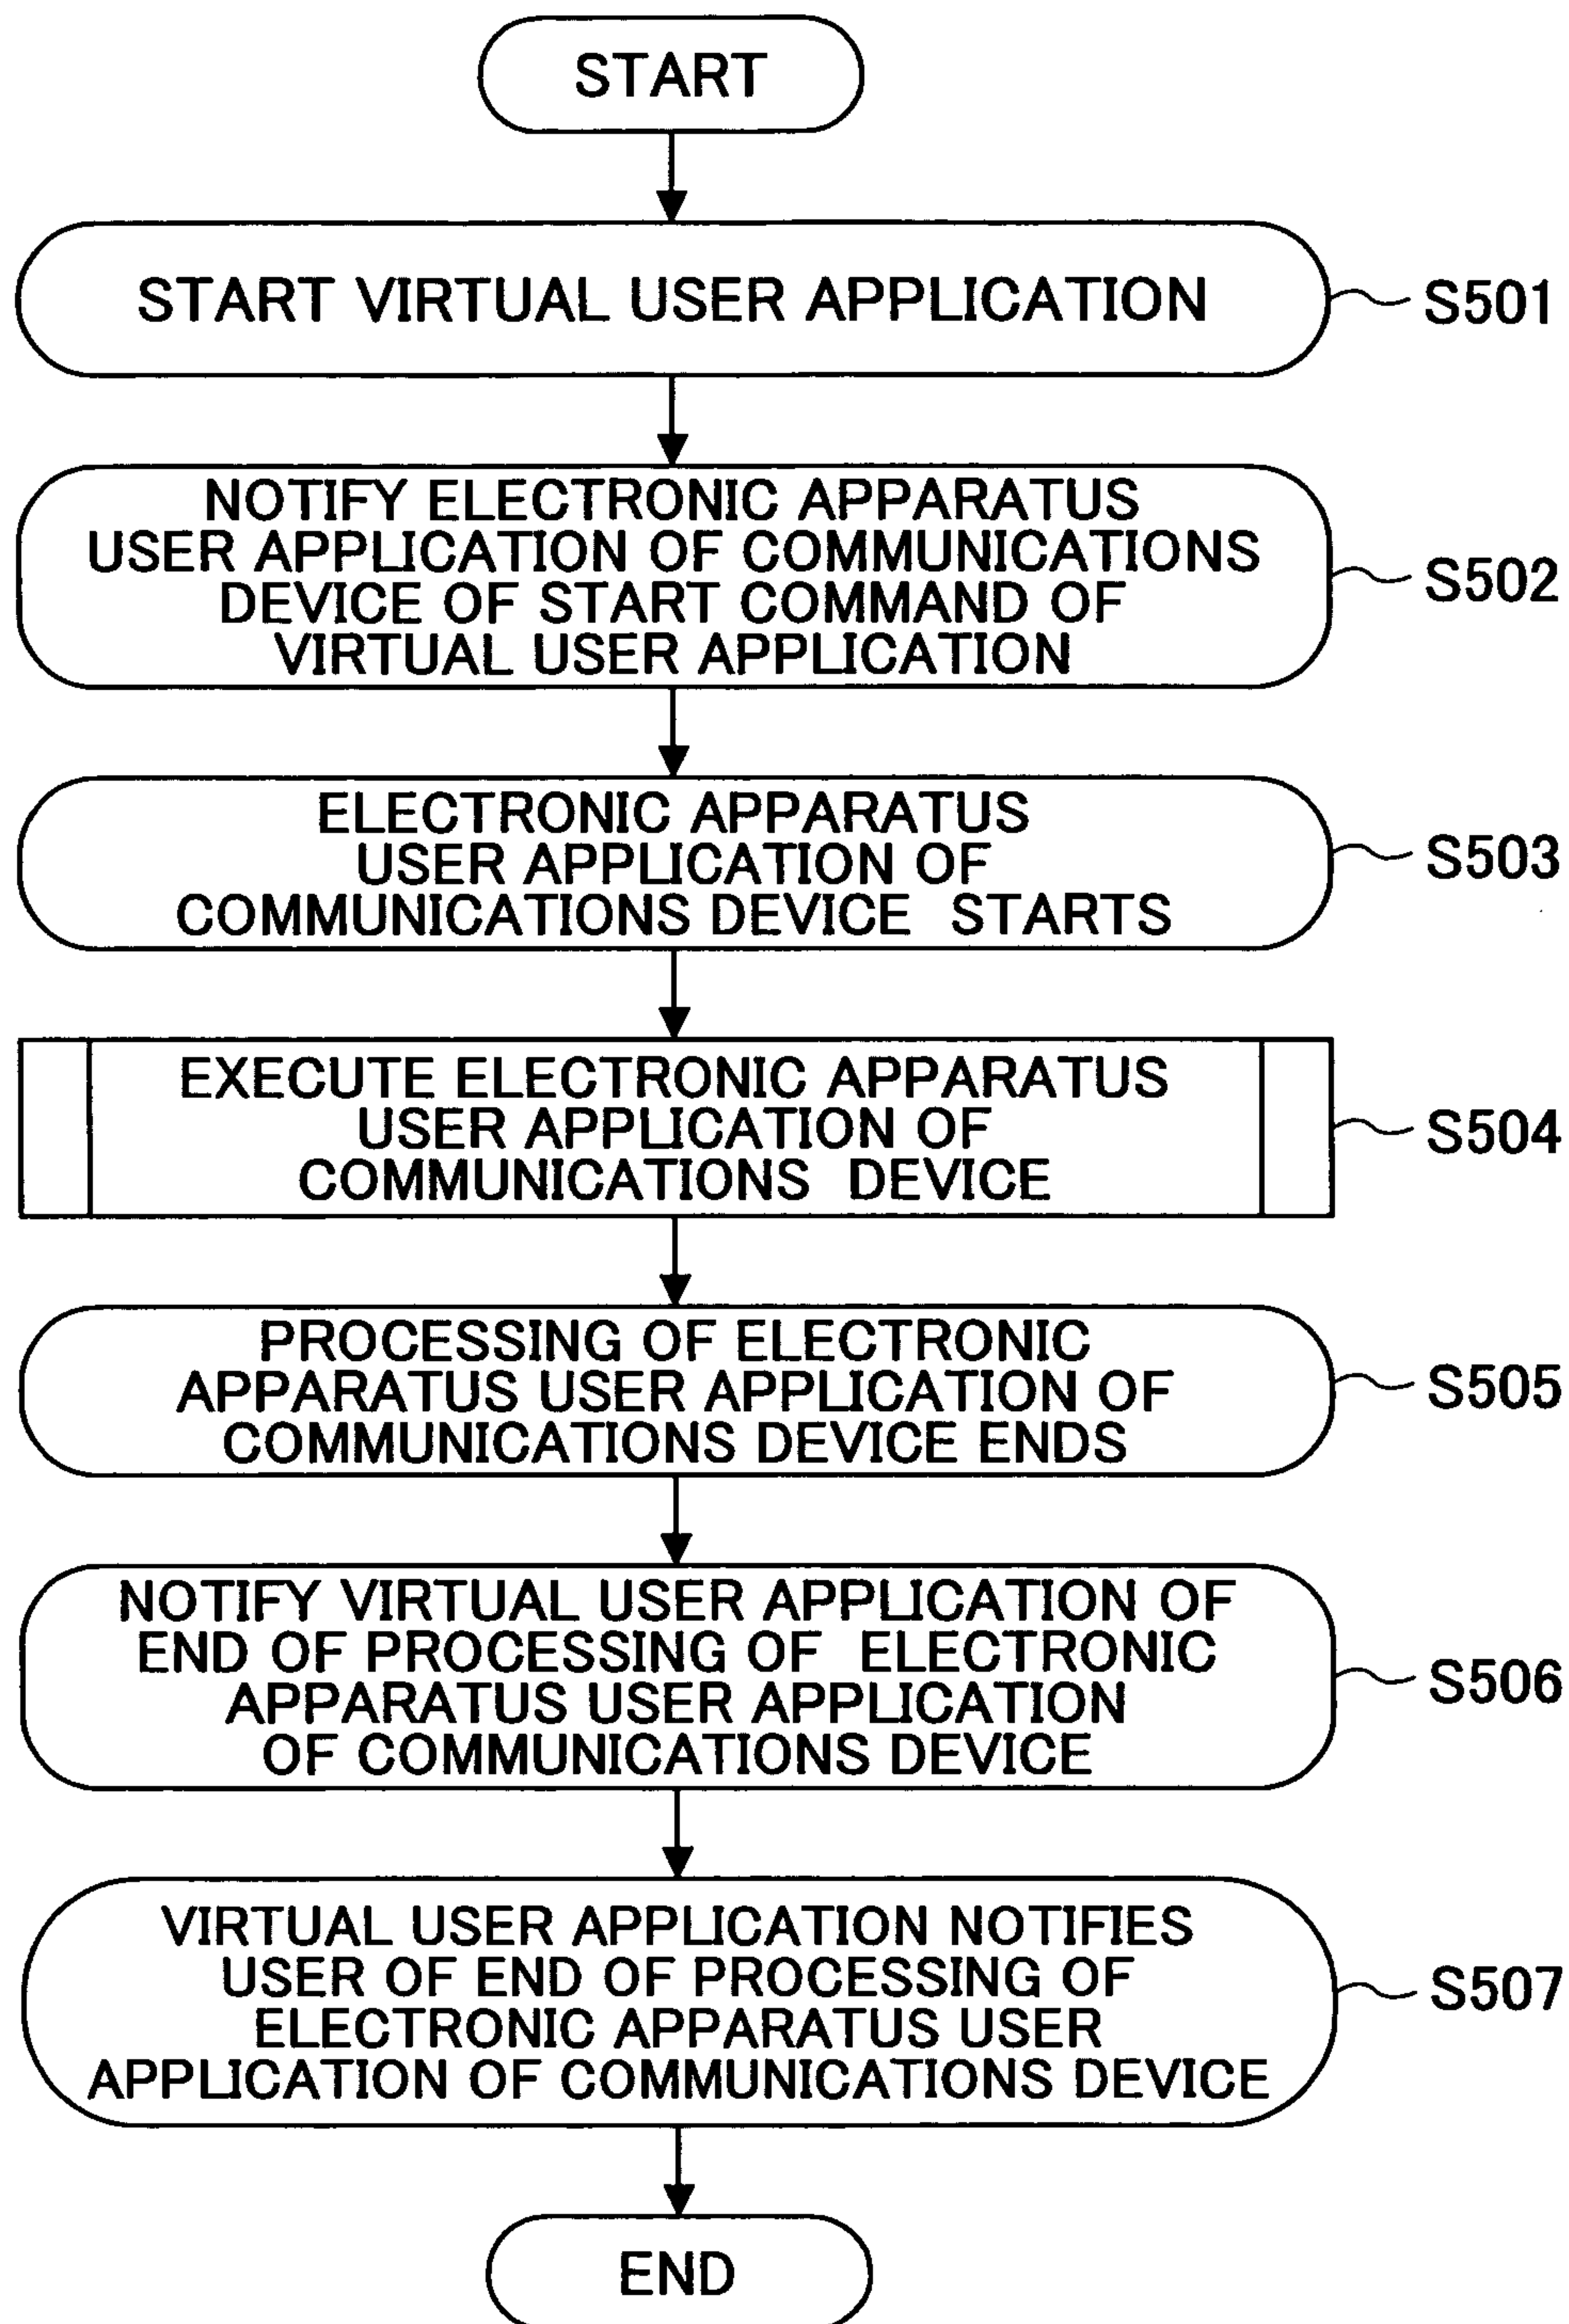 START
START VIRTUAL USER APPLICATION
S501
NOTIFY ELECTRONIC APPARATUS
USER APPLICATION OF COMMUNICATIONS
DEVICE OF START COMMAND OF
VIRTUAL USER APPLICATION
S502
ELECTRONIC APPARATUS
USER APPLICATION OF
COMMUNICATIONS DEVICE STARTS
S503
EXECUTE ELECTRONIC APPARATUS
USER APPLICATION OF
COMMUNICATIONS DEVICE
S504
PROCESSING OF ELECTRONIC
APPARATUS USER APPLICATION OF
COMMUNICATIONS DEVICE ENDS
S505
NOTIFY VIRTUAL USER APPLICATION OF
END OF PROCESSING OF ELECTRONIC
APPARATUS USER APPLICATION
OF COMMUNICATIONS DEVICE
S506
VIRTUAL USER APPLICATION NOTIFIES
USER OF END OF PROCESSING OF
ELECTRONIC APPARATUS USER
APPLICATION OF COMMUNICATIONS DEVICE
S507
END